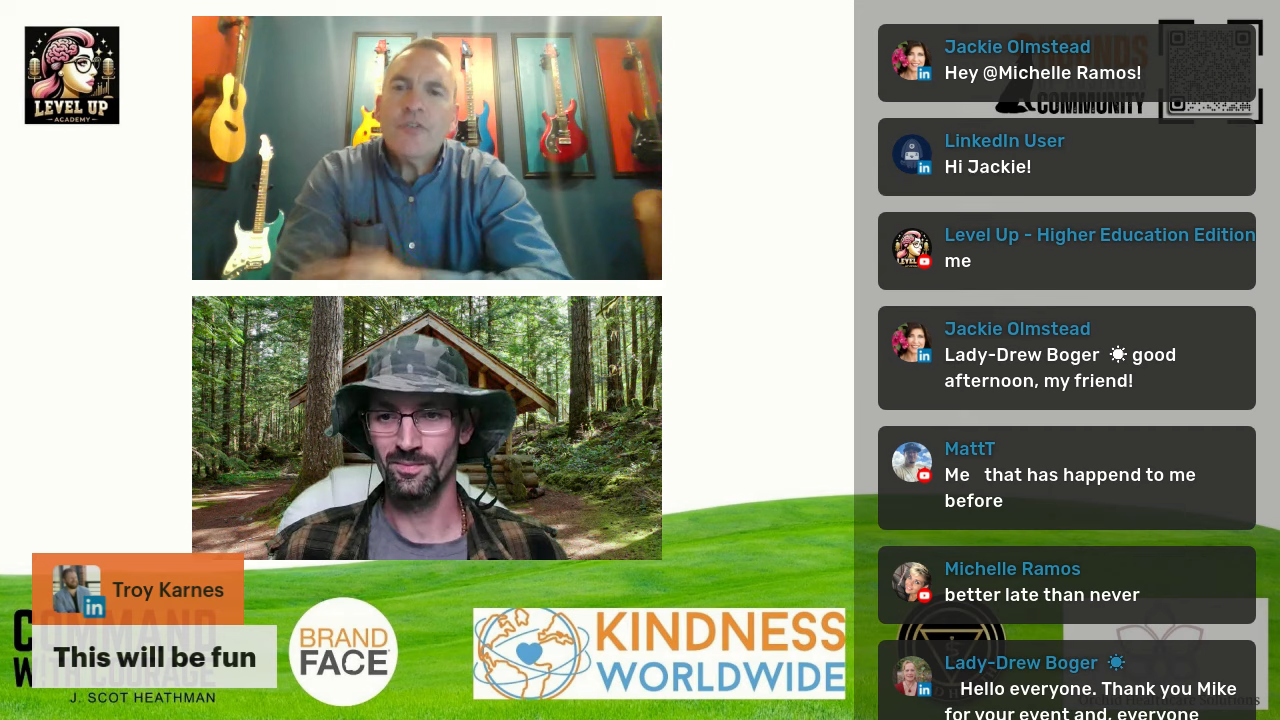 LEVEL UP
ACADEMY
Jackie Olmstead
Hey @Michelle Ramos!
COMMUNITY
LinkedIn User
Hi Jackie!
Level Up - Higher Education Edition
me
Jackie Olmstead
Lady-Drew Boger ☀ good
afternoon, my friend!
MattT
Me that has happend to me
before
Michelle Ramos
better late than never
Lady-Drew Boger ☀
Hello everyone. Thank you Mike
for your event and, everyone
Troy Karnes
This will be fun
COMMAND
J. SCOT HEATHMAN
BRAND
FACE
KINDNESS
WORLDWIDE